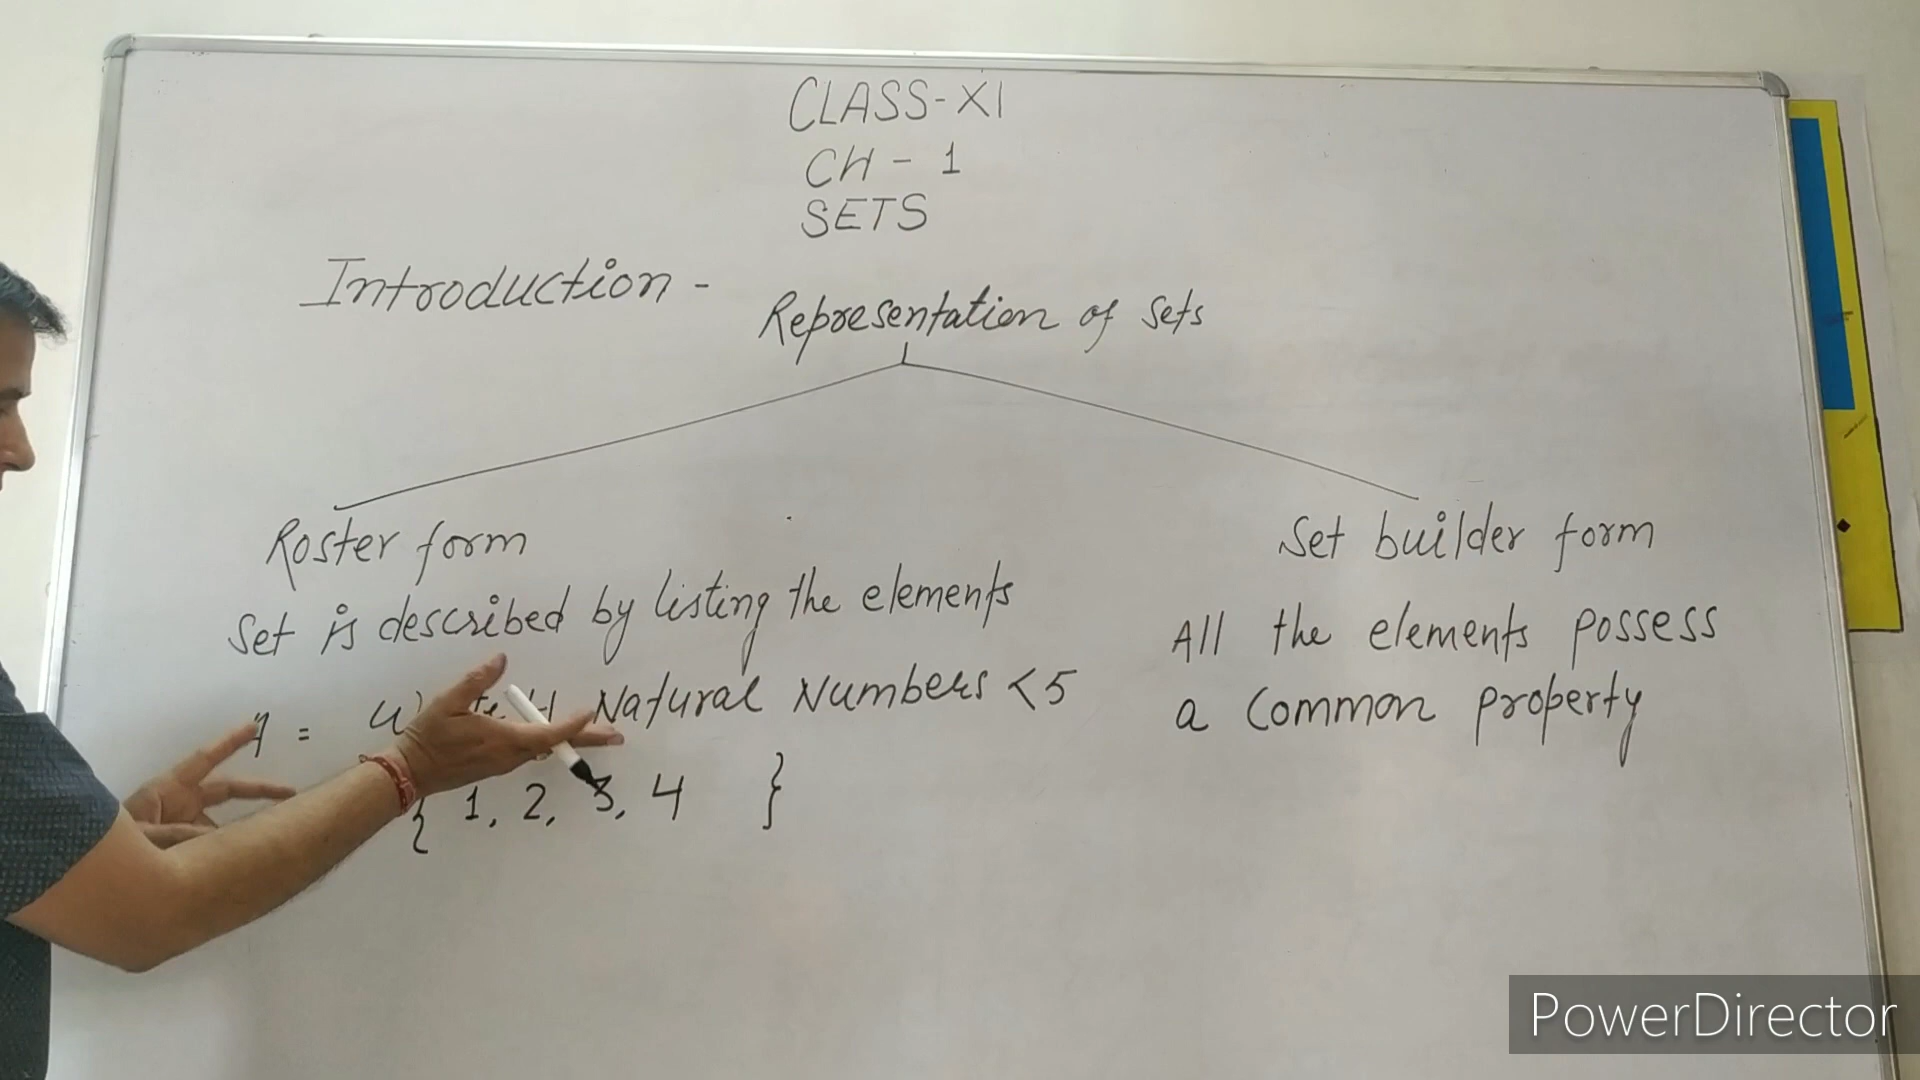 CLASS-XI
CH - 1
SETS
Introduction -
Representation of sets
Roster form
Set is described by listing the elements
= Natural Numbers < 5
{ 1, 2, 3, 4 }
Set builder form
All the elements possess
a common property
PowerDirector